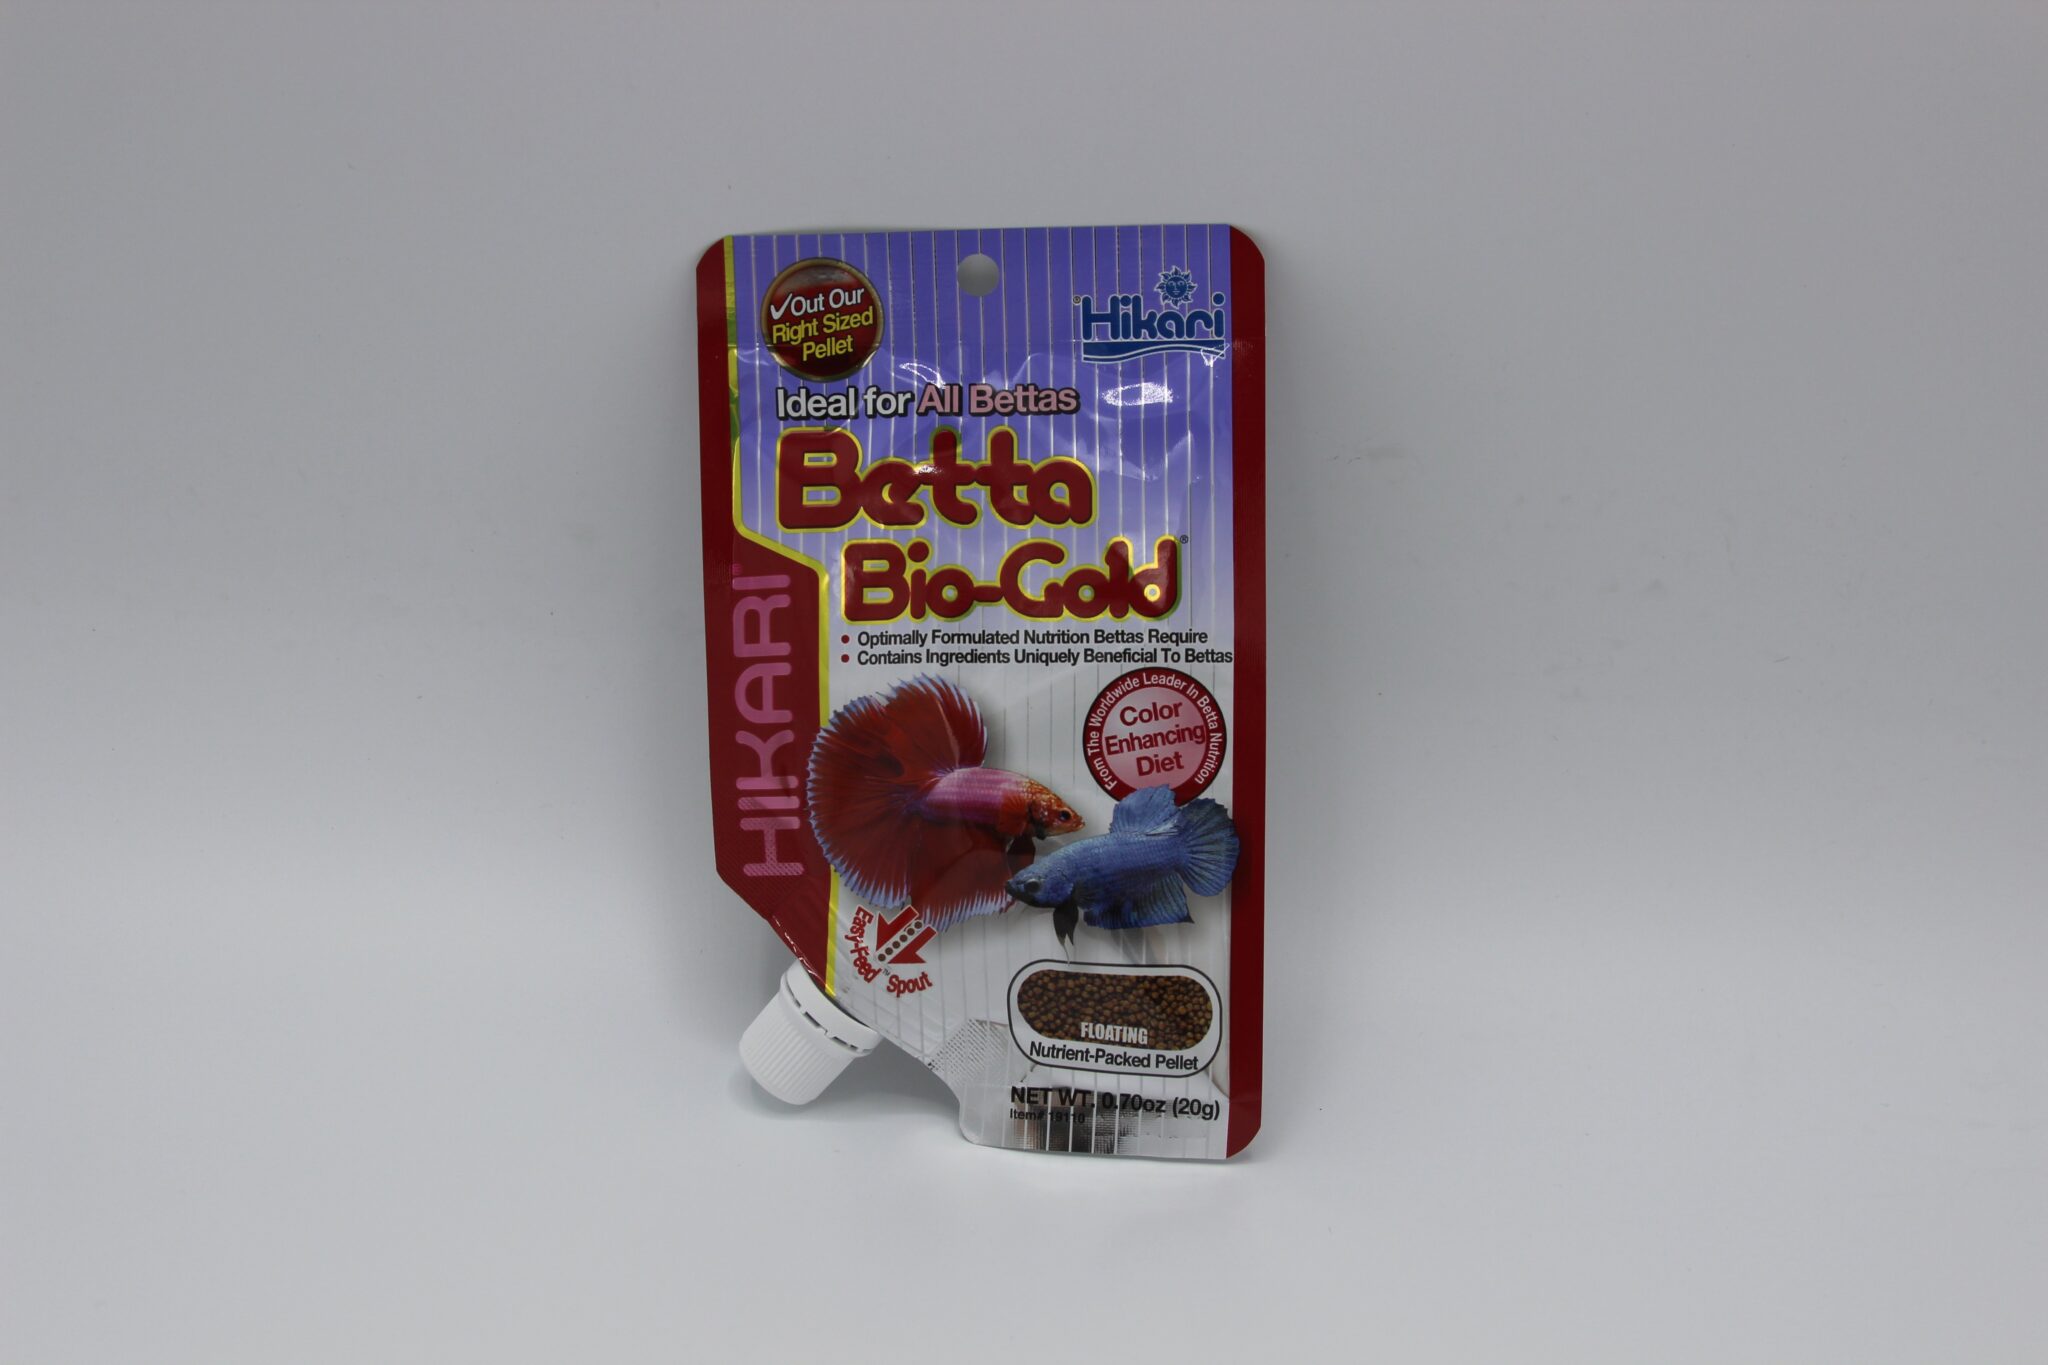 ✓Out Our
Right Sized
Pellet
Hikari®
Ideal for All Bettas
Betta
Bio-Gold®
• Optimally Formulated Nutrition Bettas Require
• Contains Ingredients Uniquely Beneficial To Bettas
HIKARI®
From The Worldwide Leader In Betta Nutrition
Color
Enhancing
Diet
Easy-Feed™ Spout
FLOATING
Nutrient-Packed Pellet
NET WT. 0.70oz (20g)
Item# 19110